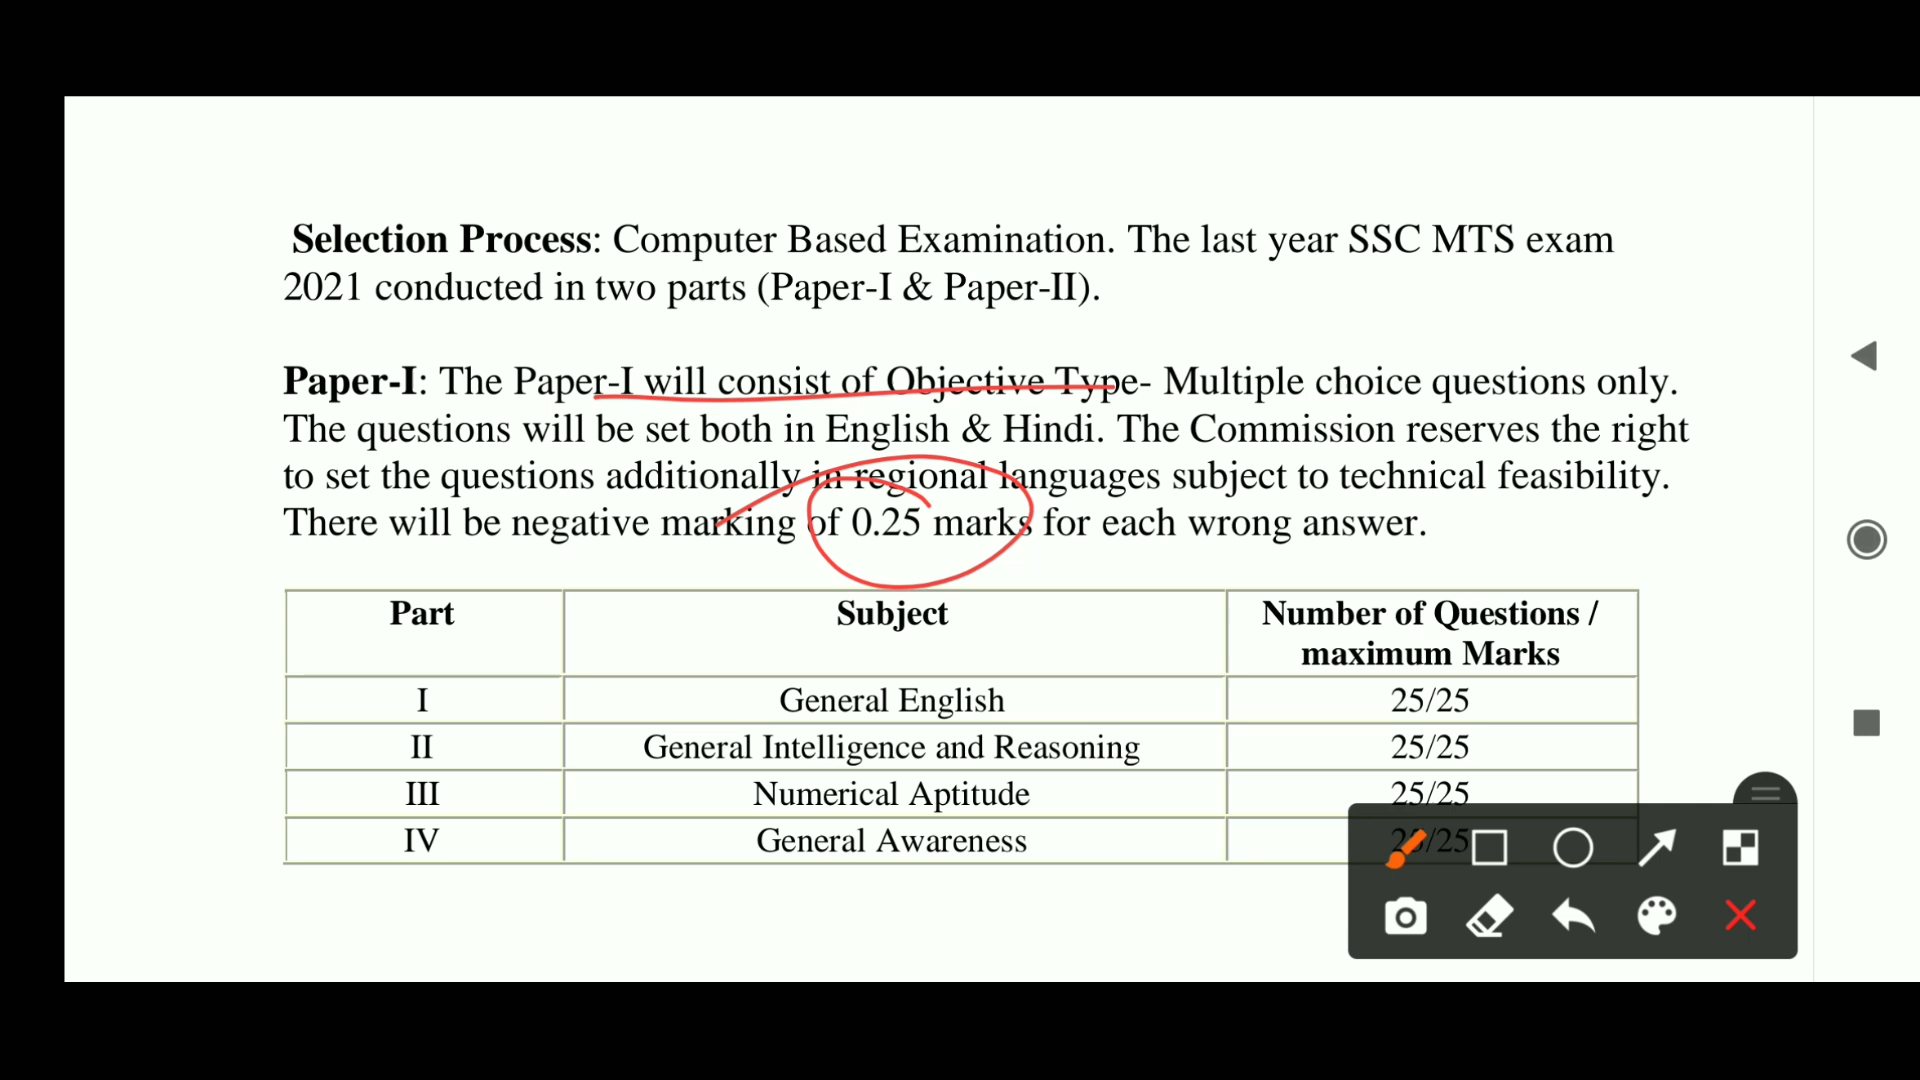 Selection Process: Computer Based Examination. The last year SSC MTS exam
2021 conducted in two parts (Paper-I & Paper-II).
Paper-I: The Paper-I will consist of Objective Type- Multiple choice questions only.
The questions will be set both in English & Hindi. The Commission reserves the right
to set the questions additionally in regional languages subject to technical feasibility.
There will be negative marking of 0.25 marks for each wrong answer.
Part Subject Number of Questions /
maximum Marks
I General English 25/25
II General Intelligence and Reasoning 25/25
III Numerical Aptitude 25/25
IV General Awareness 25/25